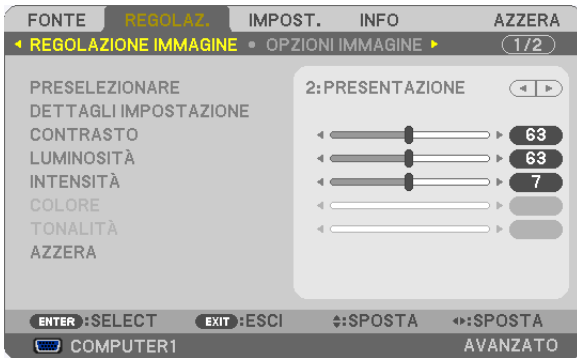 FONTE REGOLAZ. IMPOST. INFO AZZERA
REGOLAZIONE IMMAGINE OPZIONI IMMAGINE 1/2
PRESELEZIONARE 2:PRESENTAZIONE
DETTAGLI IMPOSTAZIONE
CONTRASTO 63
LUMINOSITÀ 63
INTENSITÀ 7
COLORE
TONALITÀ
AZZERA
ENTER :SELECT EXIT :ESCI :SPOSTA :SPOSTA
COMPUTER1 AVANZATO